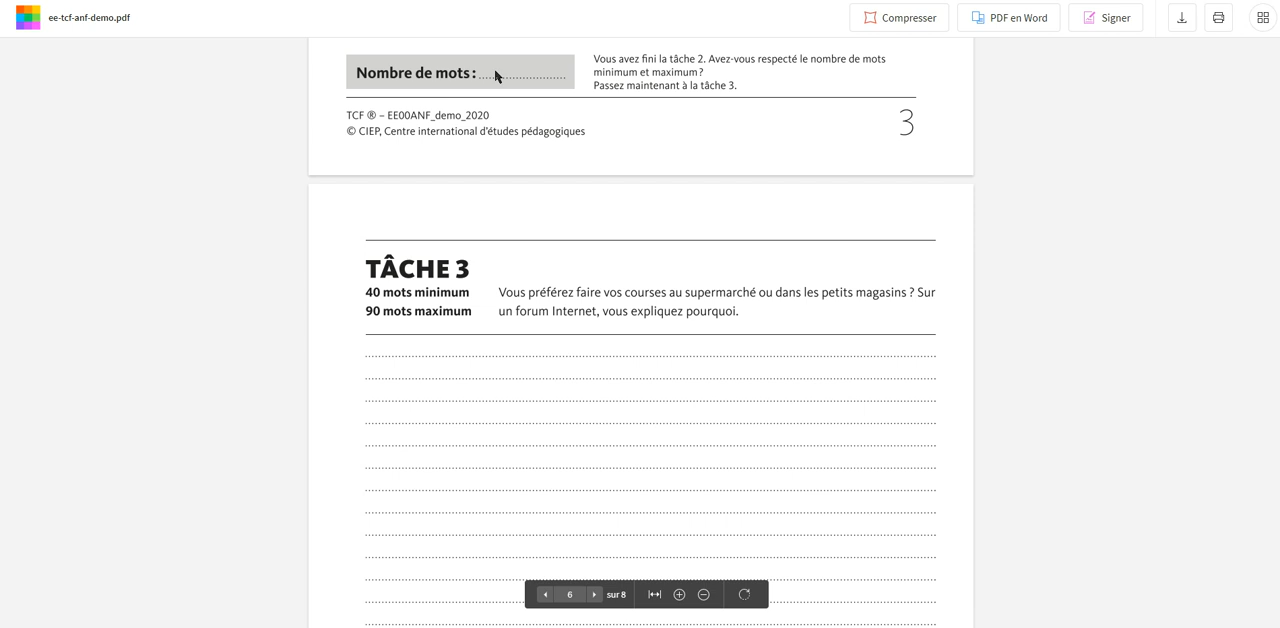 ee-tcf-anf-demo.pdf
Compresser
PDF en Word
Signer
Nombre de mots : ........................
Vous avez fini la tâche 2. Avez-vous respecté le nombre de mots
minimum et maximum ?
Passez maintenant à la tâche 3.
TCF ® – EE00ANF_demo_2020
© CIEP, Centre international d'études pédagogiques
3
TÂCHE 3
40 mots minimum
90 mots maximum
Vous préférez faire vos courses au supermarché ou dans les petits magasins ? Sur
un forum Internet, vous expliquez pourquoi.
6 sur 8